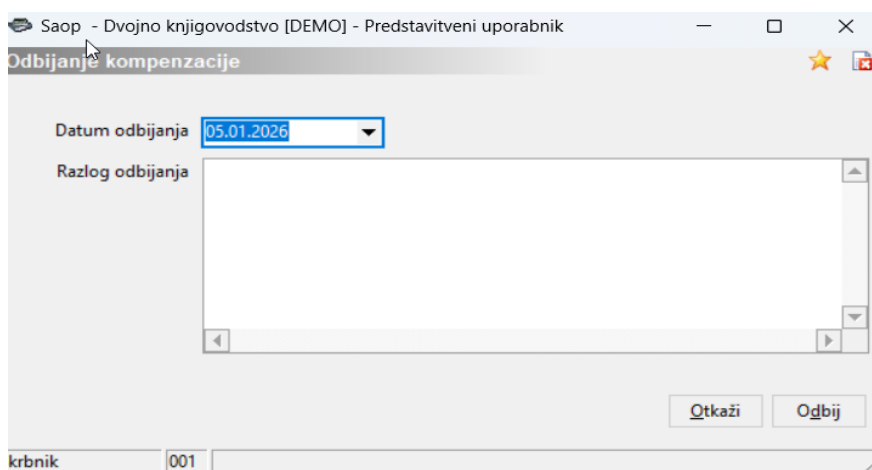 Saop - Dvojno knjigovodstvo [DEMO] - Predstavitveni uporabnik
Odbijanje kompenzacije
Datum odbijanja 05.01.2026
Razlog odbijanja
Otkaži Odbij
krbnik 001